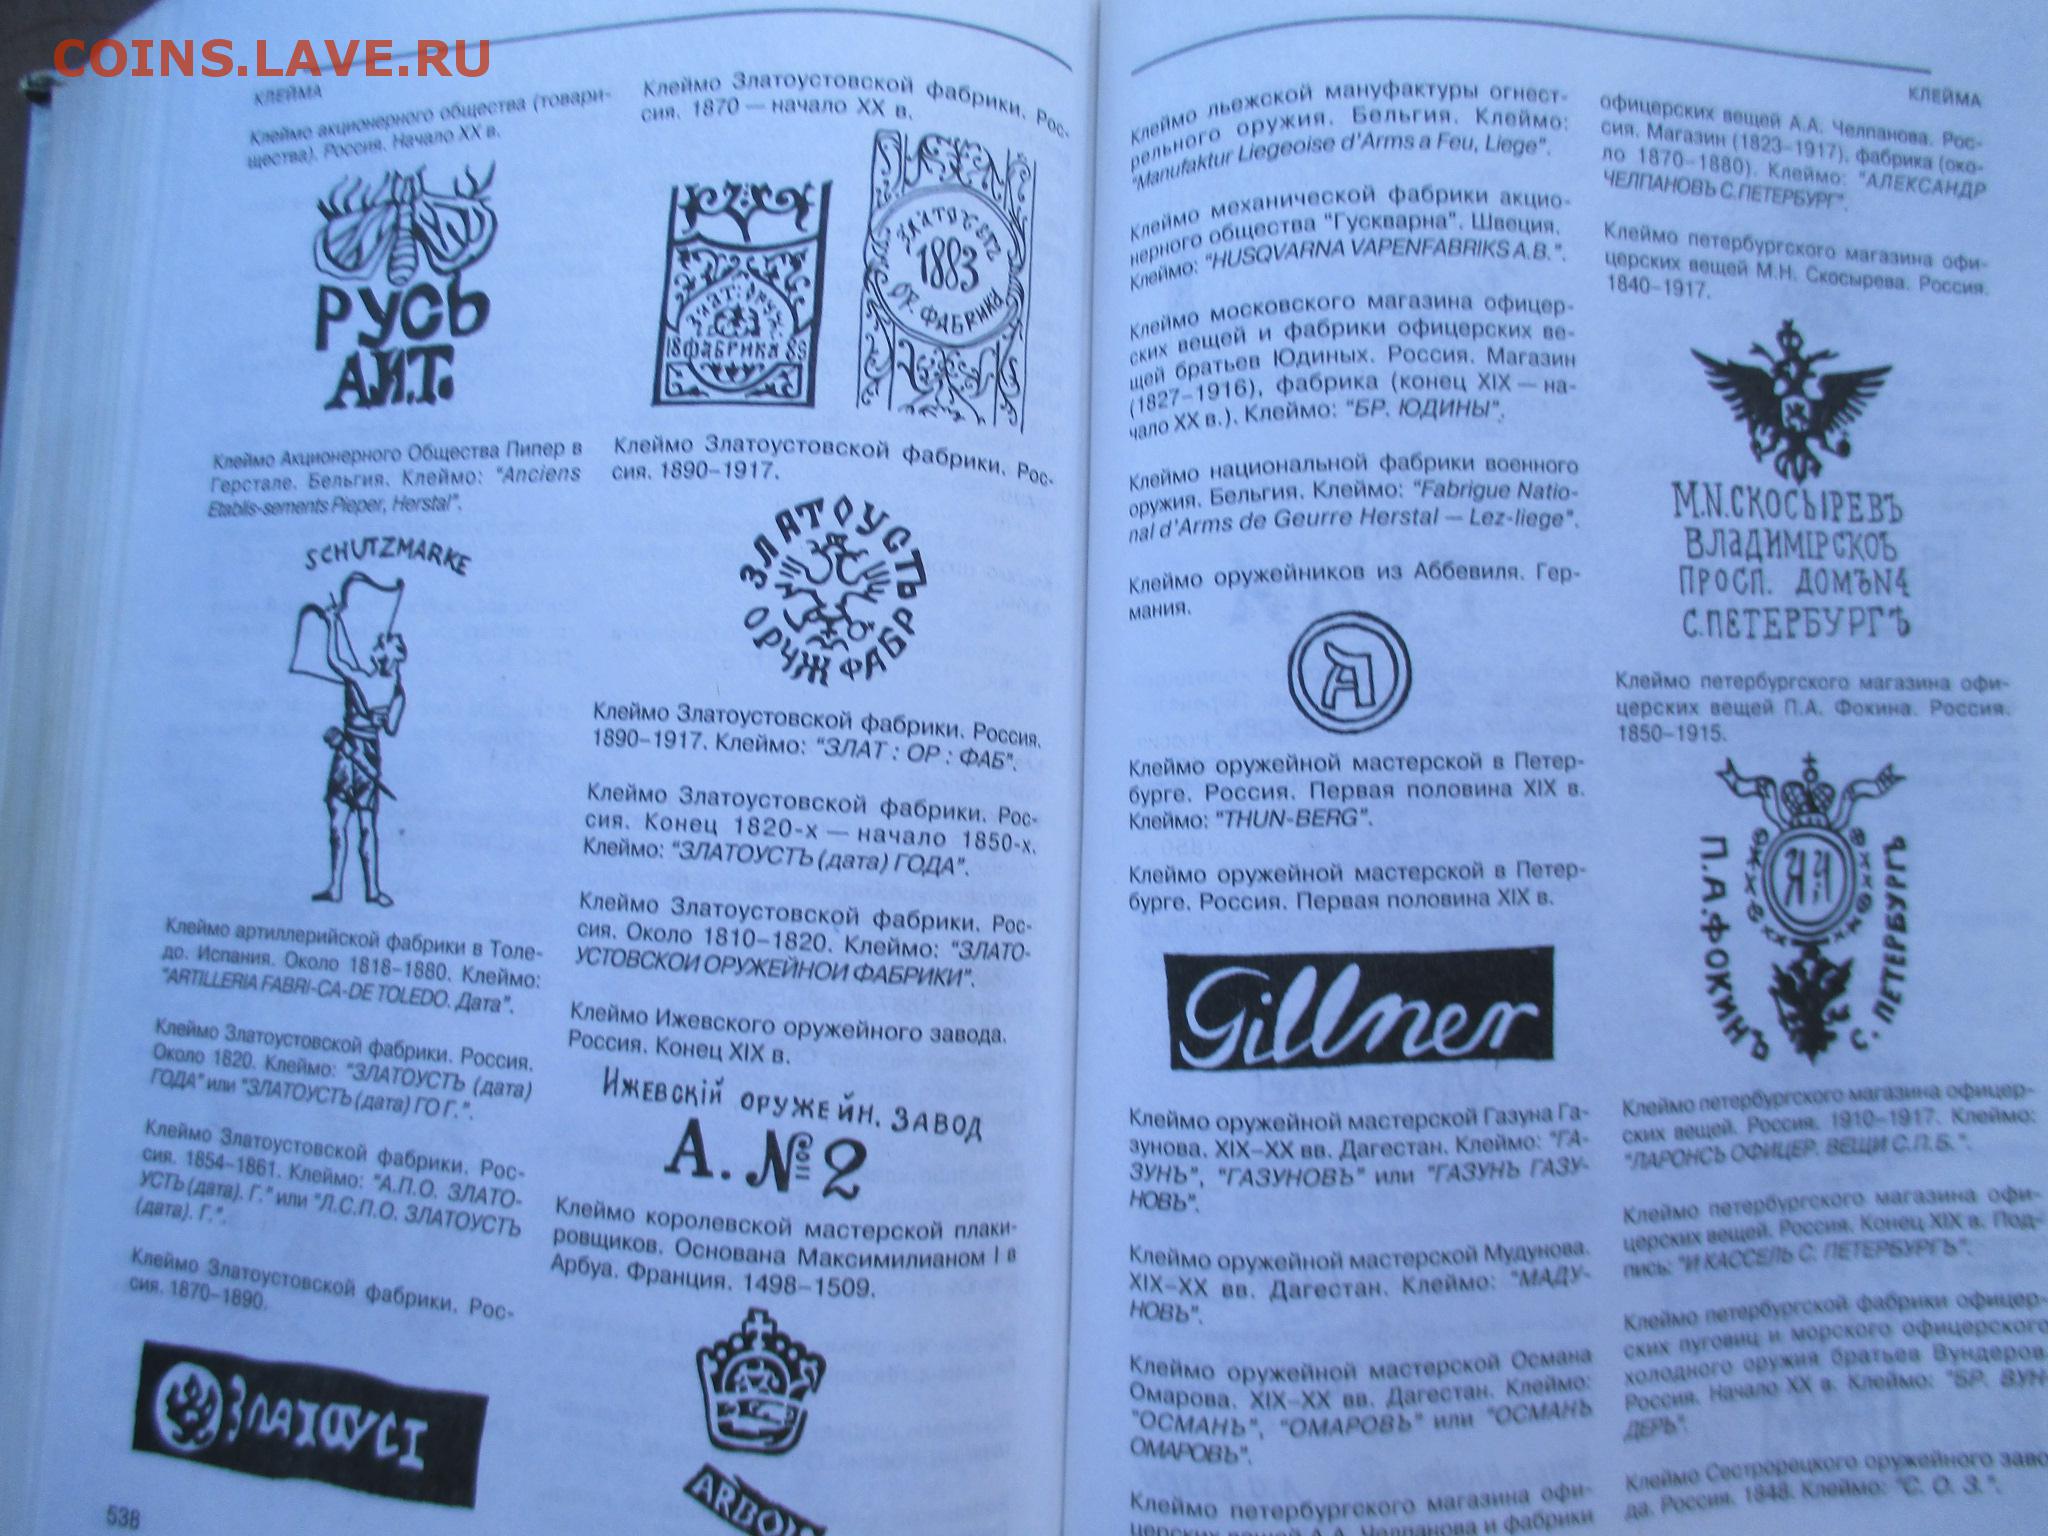 COINS.LAVE.RU
КЛЕЙМА
Клеймо акционерного общества (товари-
щества). Россия. Начало XX в.
РУСЬ
А.И.Т.
Клеймо Акционерного Общества Пипер в
Герстале. Бельгия. Клеймо: "Anciens
Etablis-sements Pieper, Herstal".
SCHUTZMARKE
Клеймо артиллерийской фабрики в Толе-
до. Испания. Около 1818–1880. Клеймо:
"ARTILLERIA FABRI-CA-DE TOLEDO. Дата".
Клеймо Златоустовской фабрики. Россия.
Около 1820. Клеймо: "ЗЛАТОУСТЪ (дата)
ГОДА" или "ЗЛАТОУСТЪ (дата) ГО Г.".
Клеймо Златоустовской фабрики. Рос-
сия. 1854–1861. Клеймо: "А.П.О. ЗЛАТО-
УСТЬ (дата). Г." или "Л.С.П.О. ЗЛАТОУСТЬ
(дата). Г.".
Клеймо Златоустовской фабрики. Рос-
сия. 1870–1890.
ЗЛАТОУСТ
538
Клеймо Златоустовской фабрики. Рос-
сия. 1870 — начало XX в.
ЗЛАТ: ОРУЖ:
18 ФАБРИКА 89
ЗЛАТОУСТЪ
1883
ОР. ФАБРИКА
Клеймо Златоустовской фабрики. Рос-
сия. 1890–1917.
ЗЛАТОУСТЪ
ОРУЖ ФАБР
Клеймо Златоустовской фабрики. Россия.
1890–1917. Клеймо: "ЗЛАТ : ОР : ФАБ".
Клеймо Златоустовской фабрики. Рос-
сия. Конец 1820-х — начало 1850-х.
Клеймо: "ЗЛАТОУСТЬ (дата) ГОДА".
Клеймо Златоустовской фабрики. Рос-
сия. Около 1810–1820. Клеймо: "ЗЛАТО-
УСТОВСКОИ ОРУЖЕЙНОИ ФАБРИКИ".
Клеймо Ижевского оружейного завода.
Россия. Конец XIX в.
ИЖЕВСКIЙ ОРУЖЕЙН. ЗАВОД
А. №2
Клеймо королевской мастерской плаки-
ровщиков. Основана Максимилианом I в
Арбуа. Франция. 1498–1509.
ARBO
КЛЕЙМА
Клеймо льежской мануфактуры огнест-
рельного оружия. Бельгия. Клеймо:
"Manufaktur Liegeoise d'Arms a Feu, Liege".
Клеймо механической фабрики акцио-
нерного общества "Гускварна". Швеция.
Клеймо: "HUSQVARNA VAPENFABRIKS A.B.".
Клеймо московского магазина офицер-
ских вещей и фабрики офицерских ве-
щей братьев Юдиных. Россия. Магазин
(1827–1916), фабрика (конец XIX — на-
чало XX в.). Клеймо: "БР. ЮДИНЫ".
Клеймо национальной фабрики военного
оружия. Бельгия. Клеймо: "Fabrigue Natio-
nal d'Arms de Geurre Herstal — Lez-liege".
Клеймо оружейников из Аббевиля. Гер-
мания.
А
Клеймо оружейной мастерской в Петер-
бурге. Россия. Первая половина XIX в.
Клеймо: "THUN-BERG".
Клеймо оружейной мастерской в Петер-
бурге. Россия. Первая половина XIX в.
Gillner
Клеймо оружейной мастерской Газуна Га-
зунова. XIX–XX вв. Дагестан. Клеймо: "ГА-
ЗУНЪ", "ГАЗУНОВЪ" или "ГАЗУНЪ ГАЗУ-
НОВЪ".
Клеймо оружейной мастерской Мудунова.
XIX–XX вв. Дагестан. Клеймо: "МАДУ-
НОВЪ".
Клеймо оружейной мастерской Османа
Омарова. XIX–XX вв. Дагестан. Клеймо:
"ОСМАНЪ", "ОМАРОВЪ" или "ОСМАНЪ
ОМАРОВЪ".
Клеймо петербургского магазина офи-
церских вещей А.А. Челпанова и фабрики
офицерских вещей А.А. Челпанова. Рос-
сия. Магазин (1823–1917), фабрика (око-
ло 1870–1880). Клеймо: "АЛЕКСАНДР
ЧЕЛПАНОВЪ С.ПЕТЕРБУРГ".
Клеймо петербургского магазина офи-
церских вещей М.Н. Скосырева. Россия.
1840–1917.
М.N.СКОСЫРЕВЪ
ВЛАДИМIРСКОЪ
ПРОСП. ДОМЪ N4
С.ПЕТЕРБУРГЪ
Клеймо петербургского магазина офи-
церских вещей П.А. Фокина. Россия.
1850–1915.
П.А.ФОКИНЪ
С. ПЕТЕРБУРГЪ
Клеймо петербургского магазина офицер-
ских вещей. Россия. 1910–1917. Клеймо:
"ЛАРОНСЪ ОФИЦЕР. ВЕЩИ С.П.Б.".
Клеймо петербургского магазина офи-
церских вещей. Россия. Конец XIX в. Под-
пись: "И КАССЕЛЬ С. ПЕТЕРБУРГЪ".
Клеймо петербургской фабрики офицер-
ских пуговиц и морского офицерского
холодного оружия братьев Вундеров.
Россия. Начало XX в. Клеймо: "БР. ВУН-
ДЕРЬ".
Клеймо Сестрорецкого оружейного заво-
да. Россия. 1848. Клеймо: "С. О. З.".